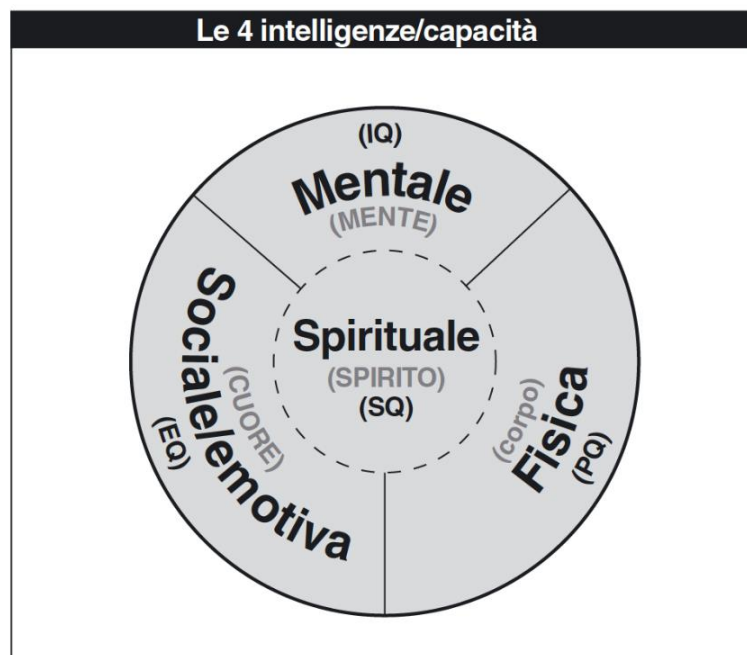 Le 4 intelligenze/capacità
(IQ)
Mentale
(MENTE)
Spirituale
(SPIRITO)
(SQ)
Sociale/emotiva
(CUORE)
(EQ)
(corpo)
Fisica
(PQ)